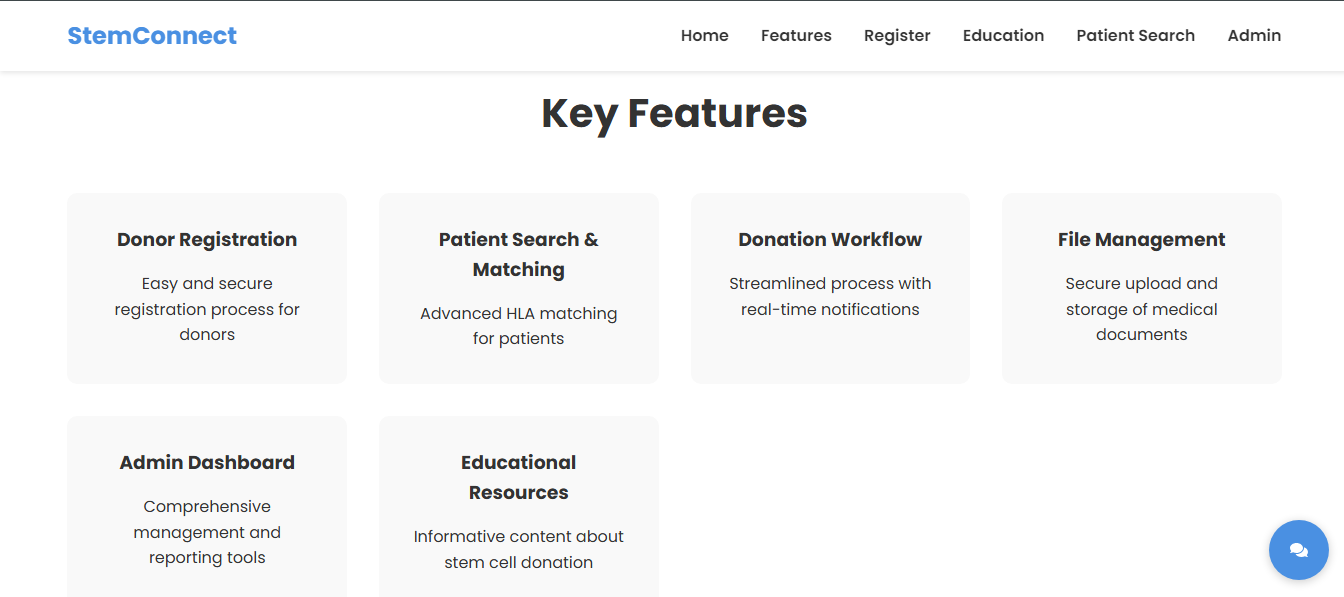 StemConnect
Home Features Register Education Patient Search Admin
Key Features
Donor Registration
Easy and secure
registration process for
donors
Patient Search &
Matching
Advanced HLA matching
for patients
Donation Workflow
Streamlined process with
real-time notifications
File Management
Secure upload and
storage of medical
documents
Admin Dashboard
Comprehensive
management and
reporting tools
Educational
Resources
Informative content about
stem cell donation